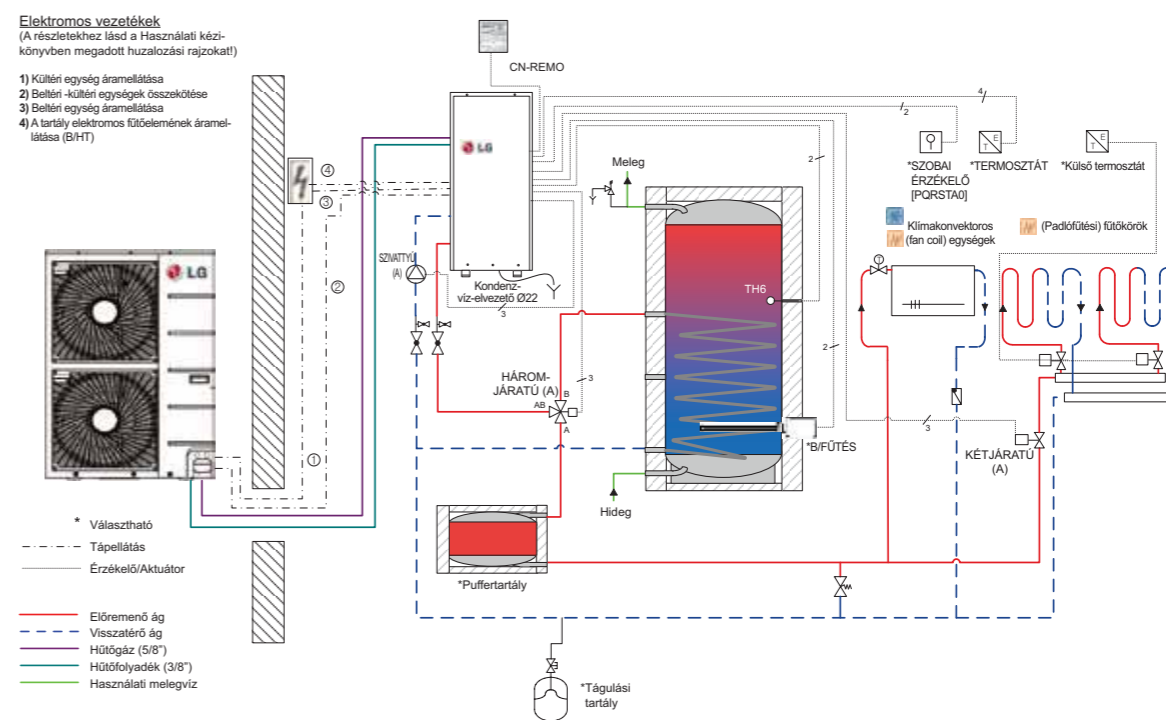 Elektromos vezetékek
(A részletekhez lásd a Használati kézi-
könyvben megadott huzalozási rajzokat!)
1) Kültéri egység áramellátása
2) Beltéri -kültéri egységek összekötése
3) Beltéri egység áramellátása
4) A tartály elektromos fűtőelemének áramel-
látása (B/HT)
CN-REMO
LG
4
2
*SZOBAI
ÉRZÉKELŐ
[PQRSTA0]
T E
*TERMOSZTÁT
T E
*Külső termosztát
Klímakonvektoros
(fan coil) egységek
(Padlófűtési) fűtőkörök
④
③
②
①
LG
Meleg
2
SZIVATTYÚ
(A)
Kondenz-
víz-elvezető Ø22
3
TH6
T
2
HÁROM-
JÁRATÚ (A)
3
B
AB
A
*B/FŰTÉS
3
KÉTJÁRATÚ
(A)
Hideg
*Puffertartály
*Tágulási
tartály
* Választható
Tápellátás
Érzékelő/Aktuátor
Előremenő ág
Visszatérő ág
Hűtőgáz (5/8”)
Hűtőfolyadék (3/8”)
Használati melegvíz